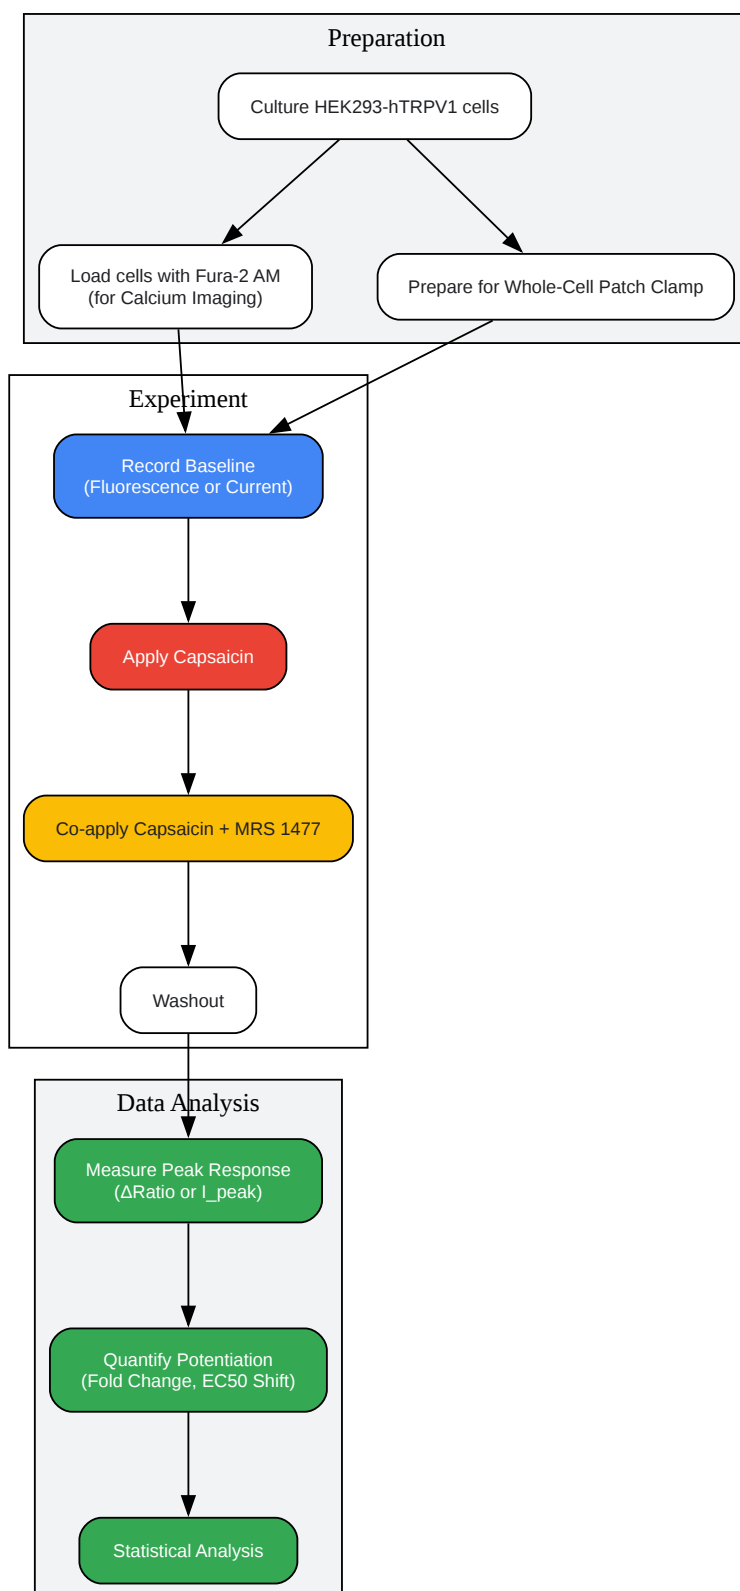 Preparation
Culture HEK293-hTRPV1 cells
Load cells with Fura-2 AM
(for Calcium Imaging)
Prepare for Whole-Cell Patch Clamp
Experiment
Record Baseline
(Fluorescence or Current)
Apply Capsaicin
Co-apply Capsaicin + MRS 1477
Washout
Data Analysis
Measure Peak Response
(ΔRatio or I_peak)
Quantify Potentiation
(Fold Change, EC50 Shift)
Statistical Analysis